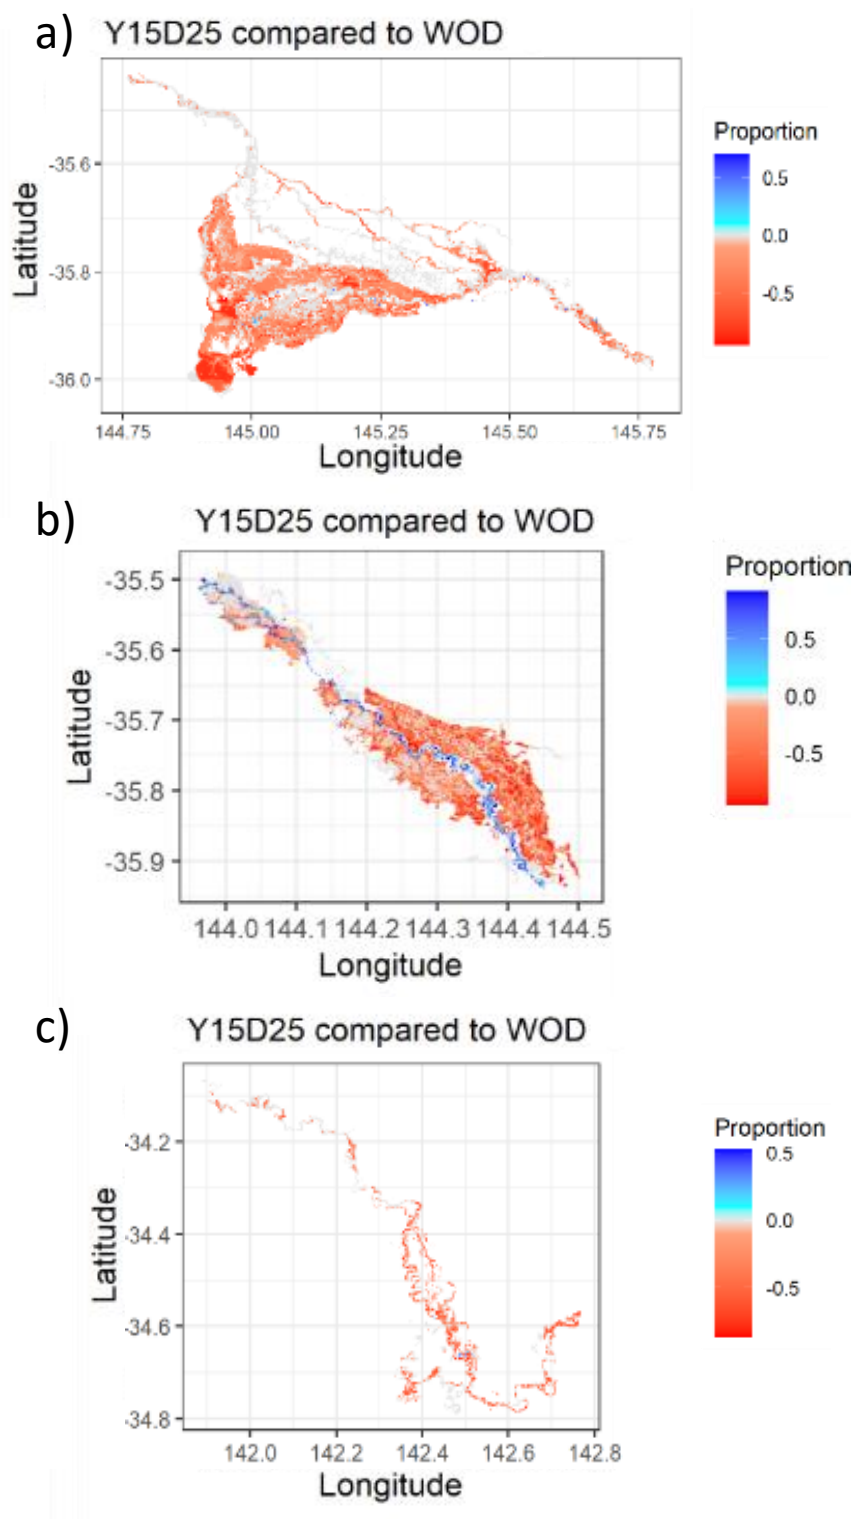 a)
Y15D25 compared to WOD
Proportion
0.5
0.0
-0.5
Latitude
-35.6
-35.8
-36.0
144.75 145.00 145.25 145.50 145.75
Longitude
b)
Y15D25 compared to WOD
Proportion
0.5
0.0
-0.5
Latitude
-35.5
-35.6
-35.7
-35.8
-35.9
144.0 144.1 144.2 144.3 144.4 144.5
Longitude
c)
Y15D25 compared to WOD
Proportion
0.5
0.0
-0.5
Latitude
-34.2
-34.4
-34.6
-34.8
142.0 142.2 142.4 142.6 142.8
Longitude